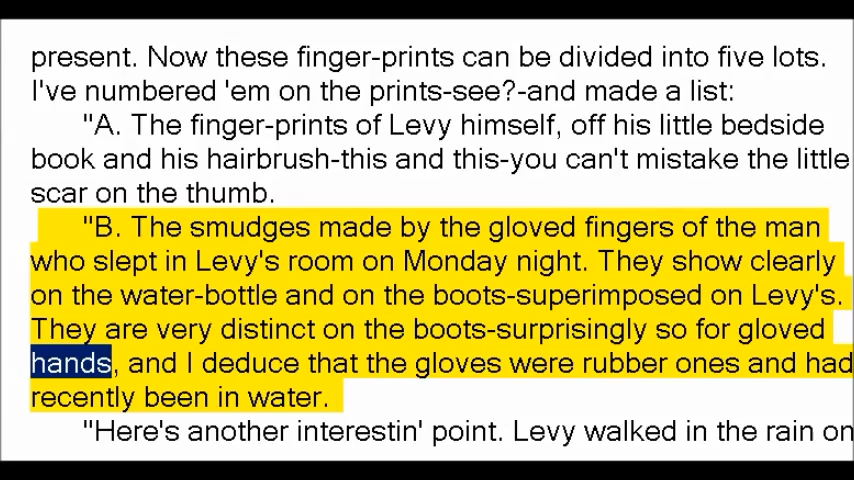 present. Now these finger-prints can be divided into five lots.
I've numbered 'em on the prints-see?-and made a list:
"A. The finger-prints of Levy himself, off his little bedside
book and his hairbrush-this and this-you can't mistake the little
scar on the thumb.
"B. The smudges made by the gloved fingers of the man
who slept in Levy's room on Monday night. They show clearly
on the water-bottle and on the boots-superimposed on Levy's.
They are very distinct on the boots-surprisingly so for gloved
hands, and I deduce that the gloves were rubber ones and had
recently been in water.
"Here's another interestin' point. Levy walked in the rain on